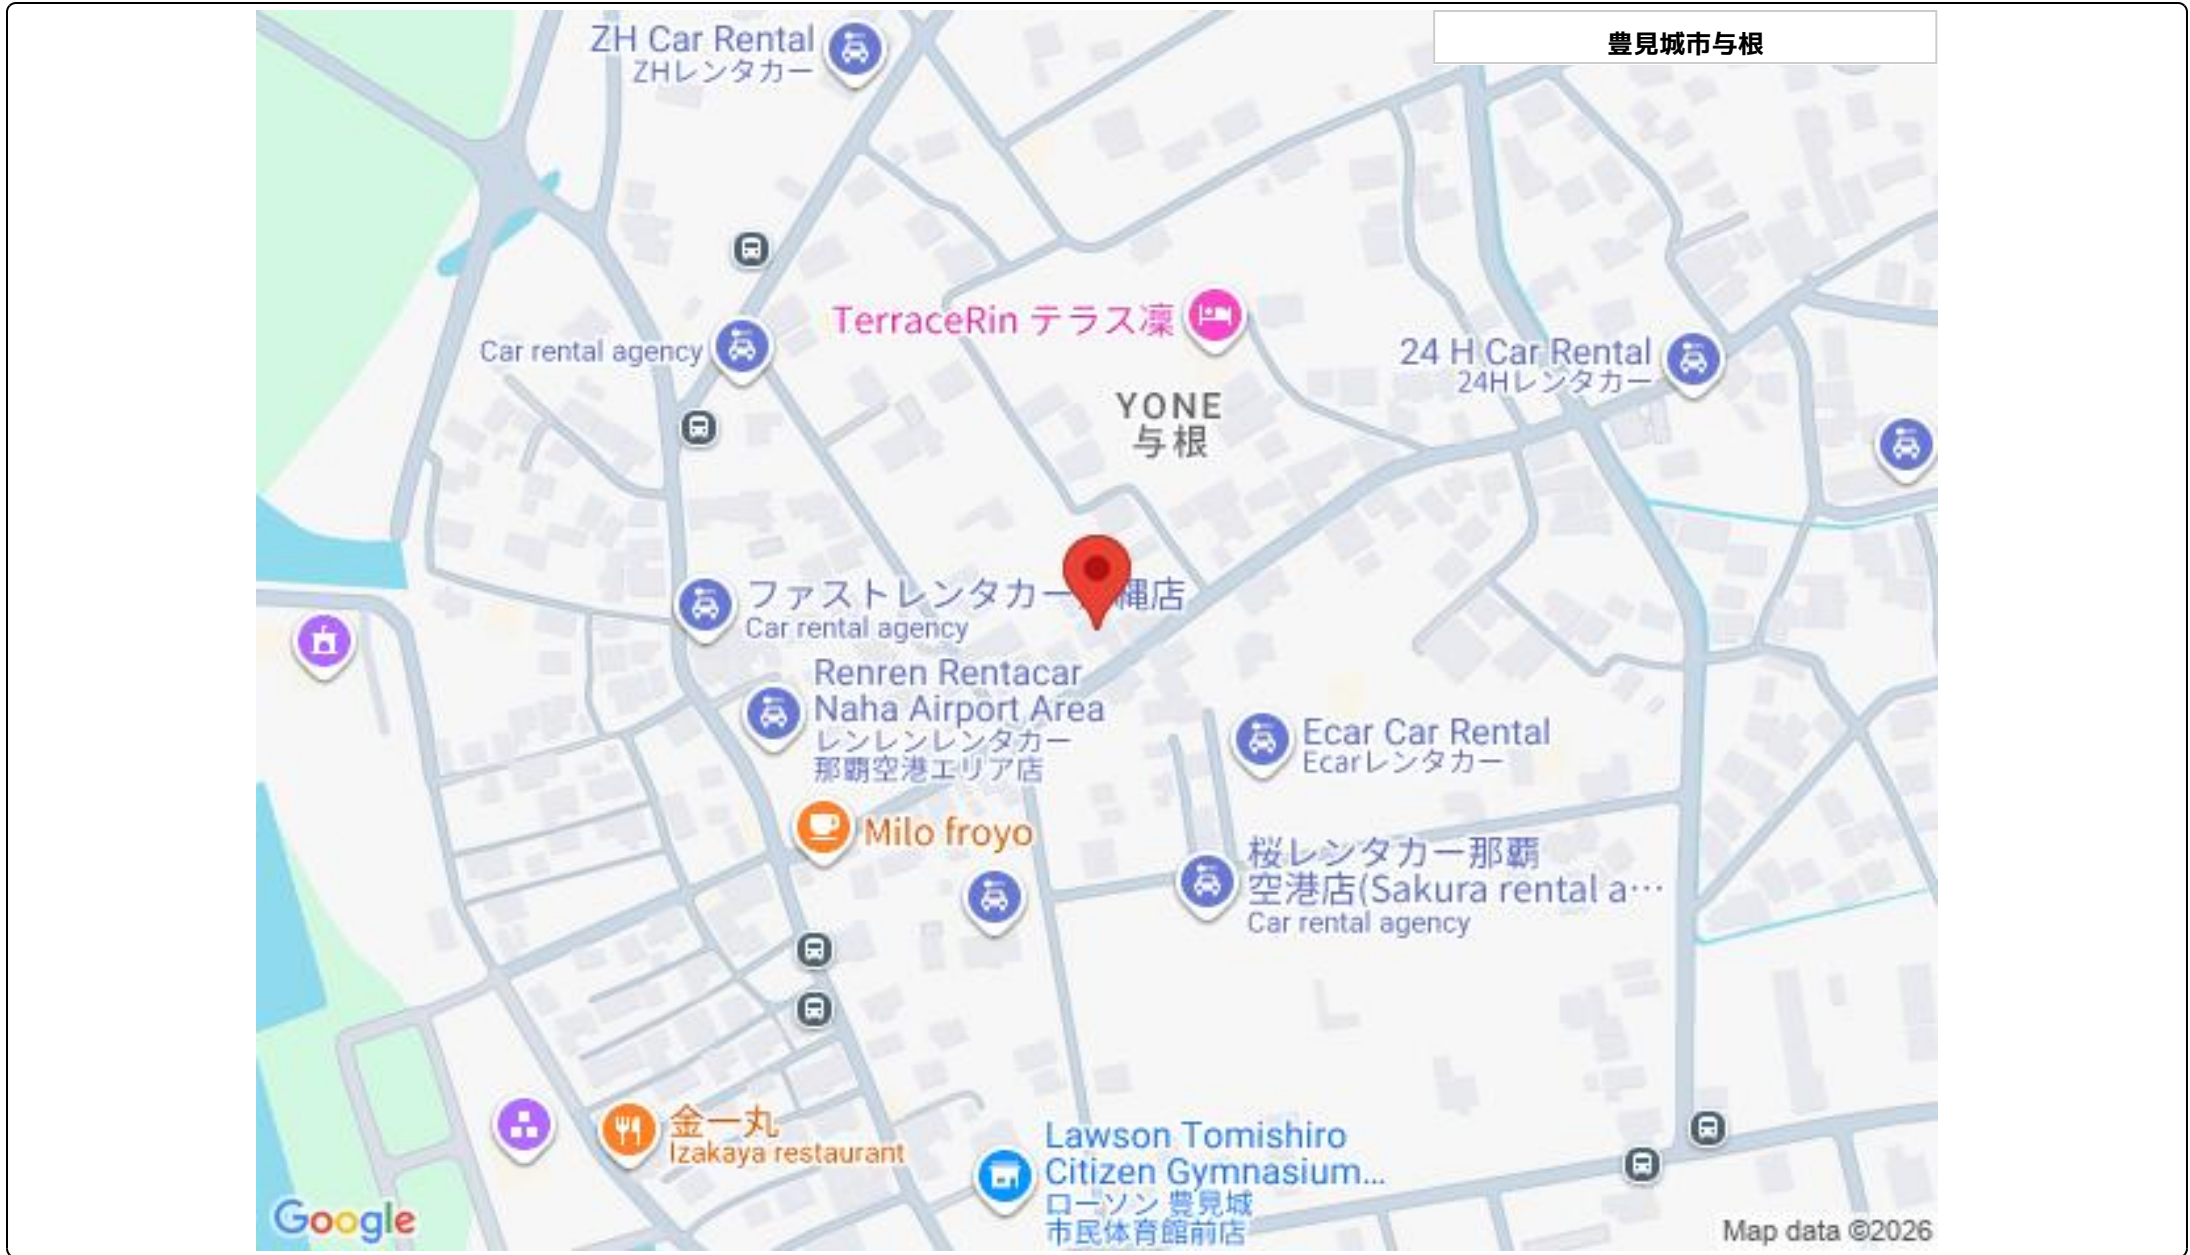 ZH Car Rental
ZHレンタカー
豊見城市与根
TerraceRin テラス凜
Car rental agency
24 H Car Rental
24Hレンタカー
YONE
与根
ファストレンタカー 縄店
Car rental agency
Renren Rentacar
Naha Airport Area
レンレンレンタカー
那覇空港エリア店
Ecar Car Rental
Ecarレンタカー
Milo froyo
桜レンタカー那覇
空港店(Sakura rental a…
Car rental agency
金一丸
Izakaya restaurant
Lawson Tomishiro
Citizen Gymnasium...
ローソン 豊見城
市民体育館前店
Google
Map data ©2026